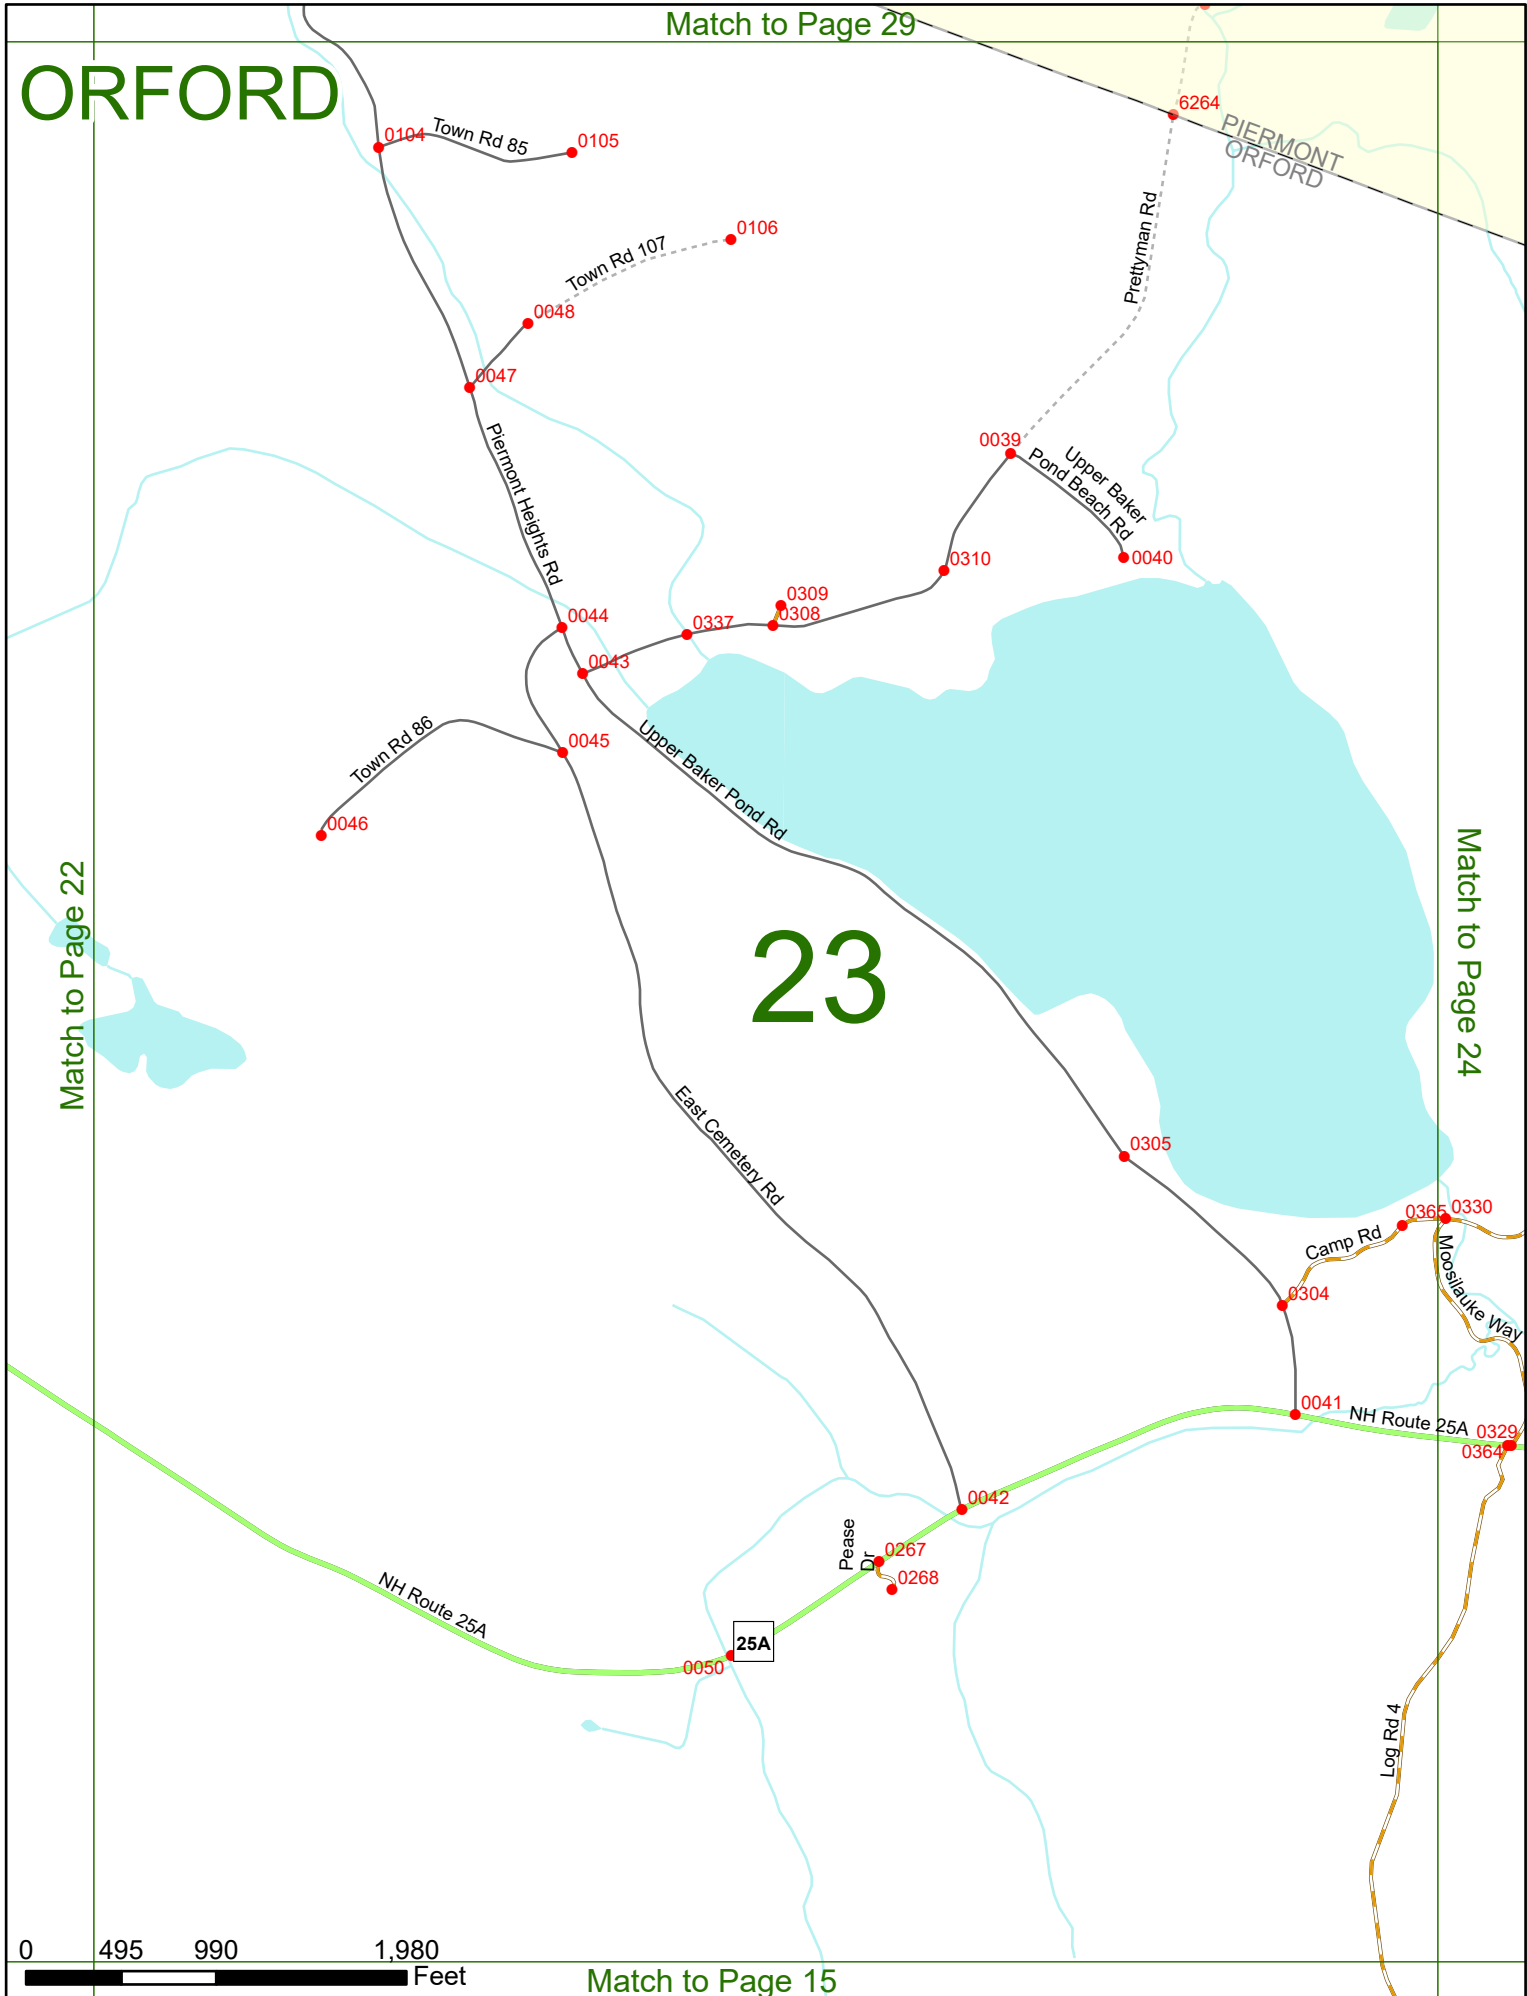 Match to Page 29
ORFORD
6264
PIERMONT
ORFORD
0104
Town Rd 85
0105
0106
Town Rd 107
0048
Prettyman Rd
0047
Piermont Heights Rd
0039
Upper Baker
Pond Beach Rd
0040
0310
0309
0308
0337
0044
0043
0045
Town Rd 86
0046
Upper Baker Pond Rd
Match to Page 22
23
Match to Page 24
East Cemetery Rd
0305
0365
0330
Camp Rd
Moosilauke Way
0304
0041
NH Route 25A
0329
0364
0042
Pease
Dr
0267
0268
NH Route 25A
25A
0050
Log Rd 4
0 495 990 1,980
Feet
Match to Page 15